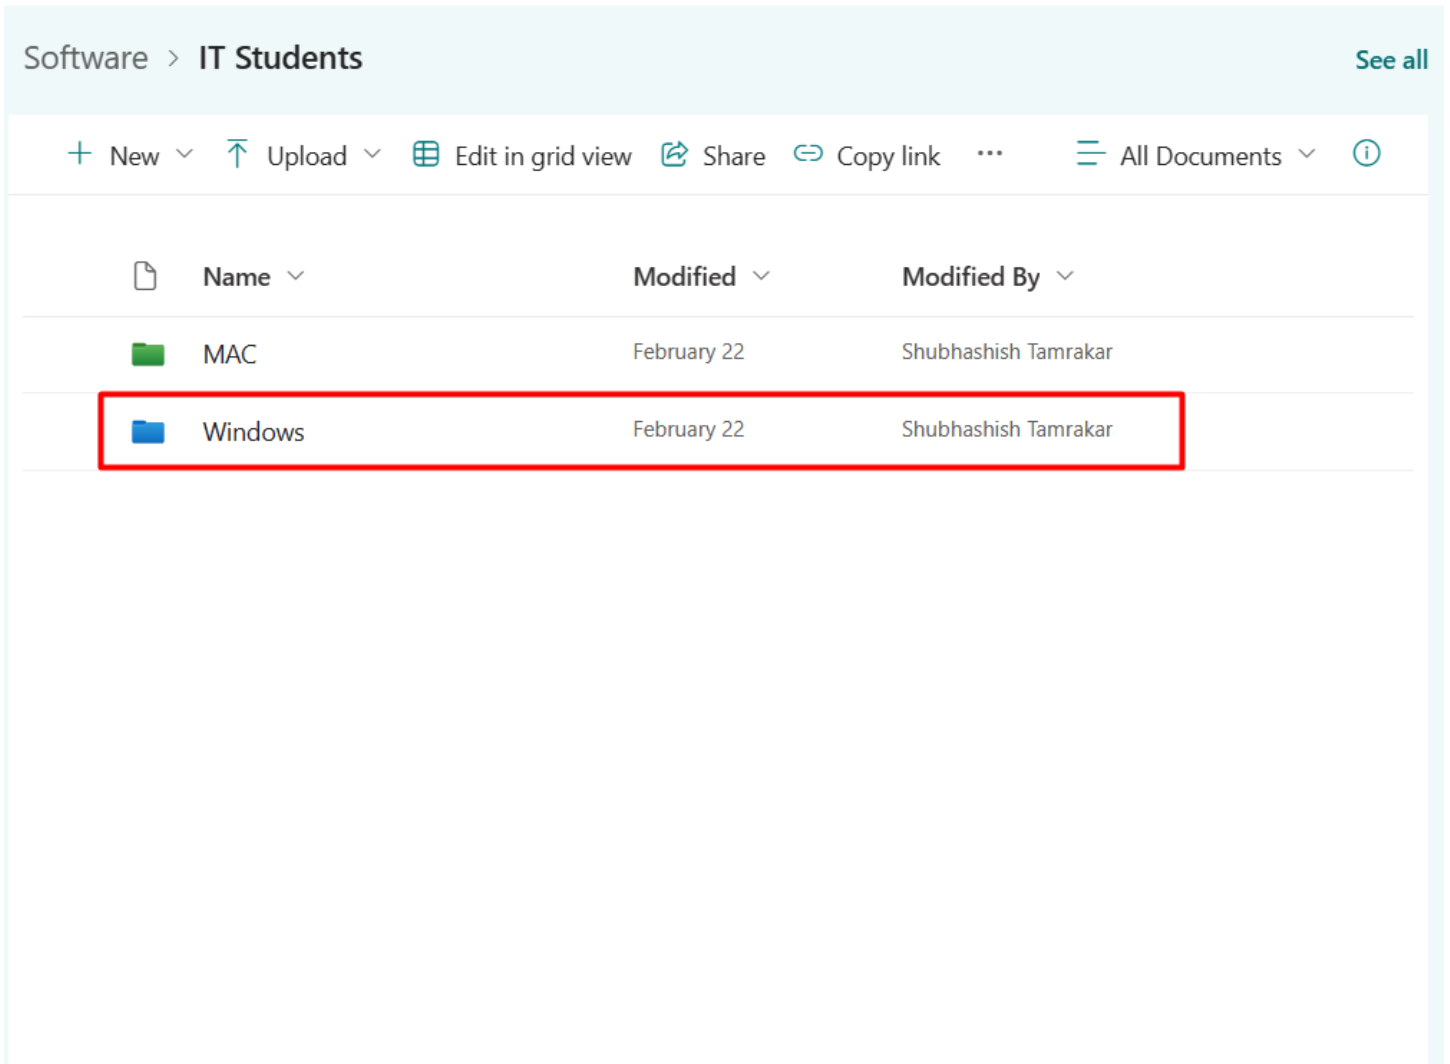 Software > IT Students
See all
New Upload Edit in grid view Share Copy link ... All Documents
Name Modified Modified By
MAC February 22 Shubhashish Tamrakar
Windows February 22 Shubhashish Tamrakar